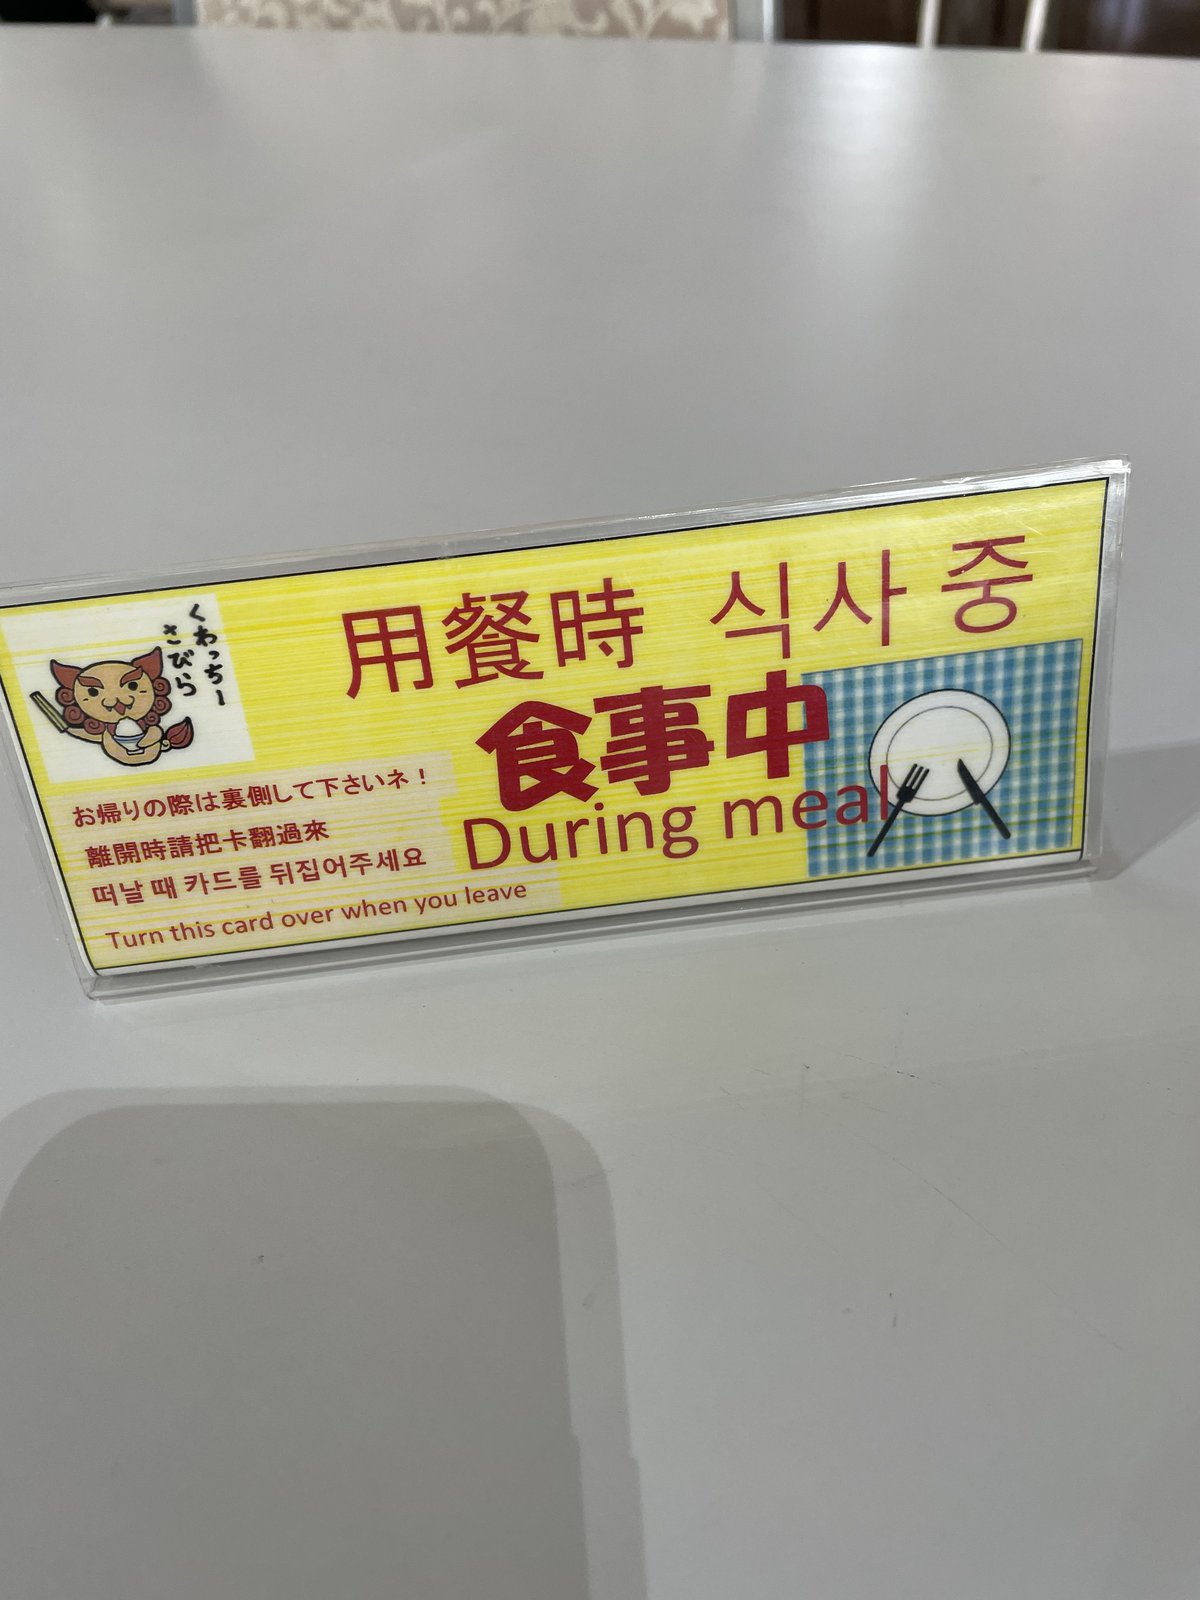 くわっちー
さびら
用餐時 식사 중
食事中
During meal
お帰りの際は裏側して下さいネ！
離開時請把卡翻過來
떠날 때 카드를 뒤집어주세요
Turn this card over when you leave